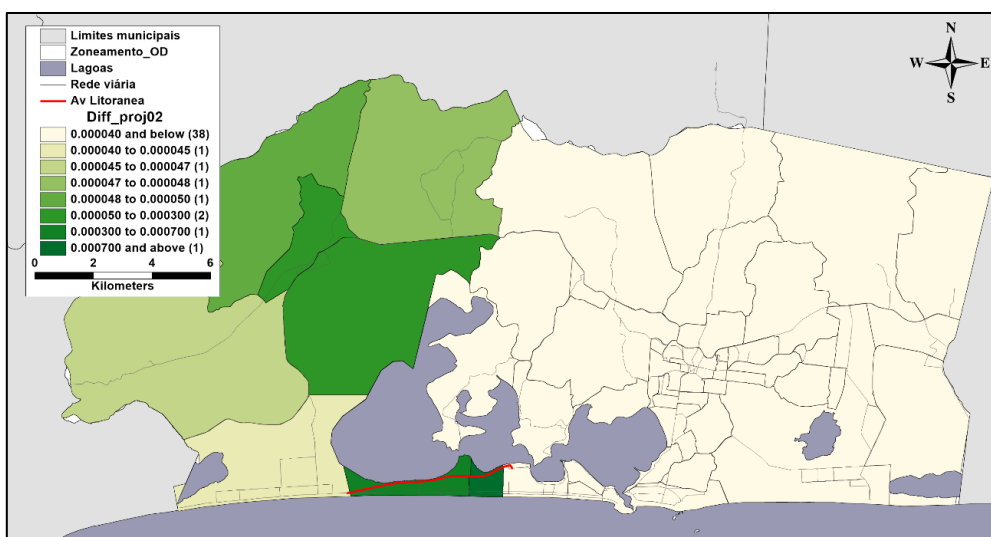 Limites municipais
Zoneamento_OD
Lagoas
Rede viária
Av Litoranea
Diff_proj02
0.000040 and below (38)
0.000040 to 0.000045 (1)
0.000045 to 0.000047 (1)
0.000047 to 0.000048 (1)
0.000048 to 0.000050 (1)
0.000050 to 0.000300 (2)
0.000300 to 0.000700 (1)
0.000700 and above (1)
0 2 4 6
Kilometers
N
W E
S